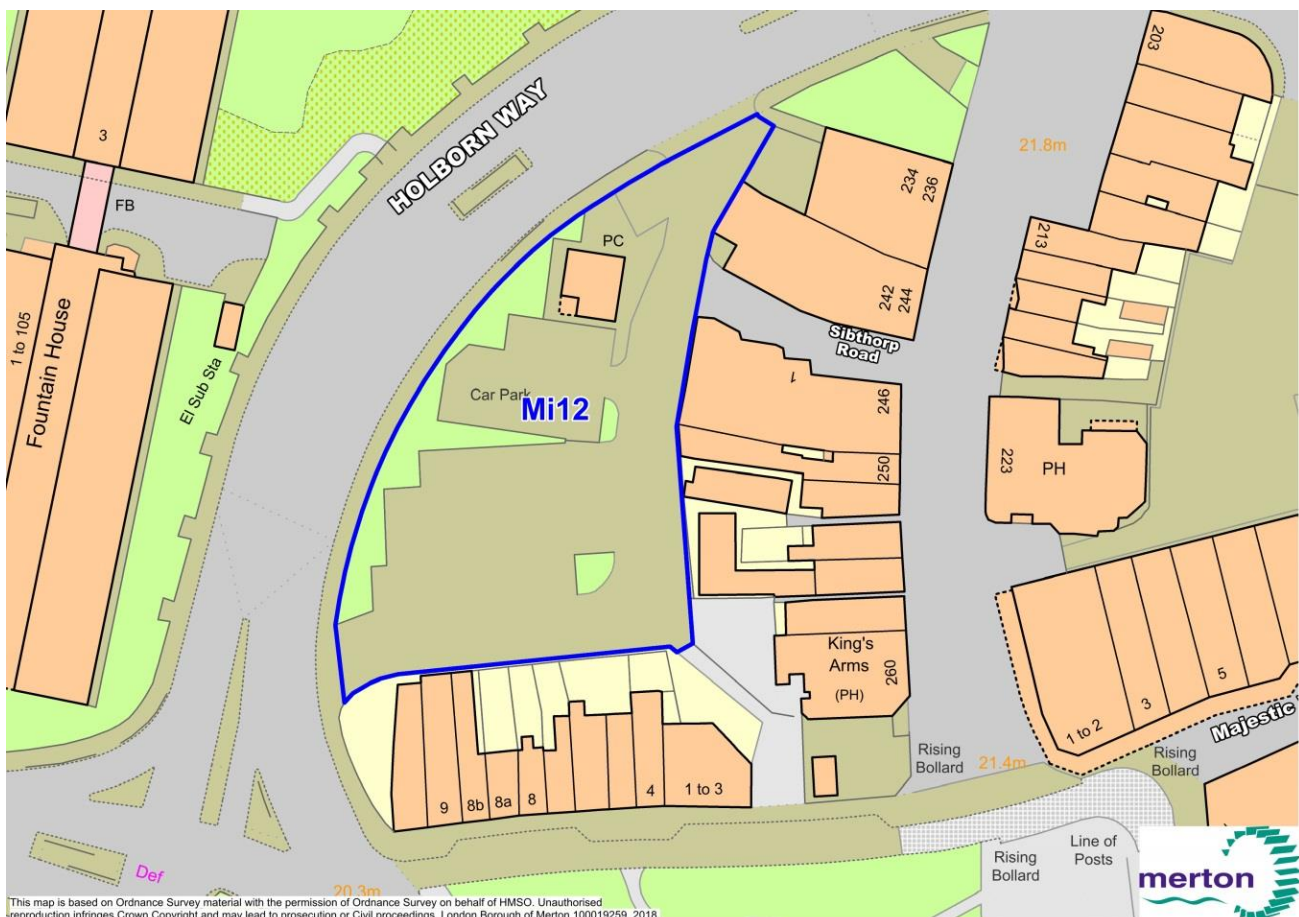 203
3
HOLBORN WAY
FB
21.8m
234
236
PC
213
1 to 105
Fountain House
El Sub Sta
242
244
Sibthorp
Road
1
246
Car Park
Mi12
250
223
PH
King's
Arms
(PH)
260
5
3
1 to 2
Majestic
Rising
Bollard
21.4m
Rising
Bollard
9
8b
8a
8
4
1 to 3
Line of
Posts
Rising
Bollard
merton
Def
20.3m
This map is based on Ordnance Survey material with the permission of Ordnance Survey on behalf of HMSO. Unauthorised
reproduction infringes Crown Copyright and may lead to prosecution or Civil proceedings. London Borough of Merton 100019259. 2018.